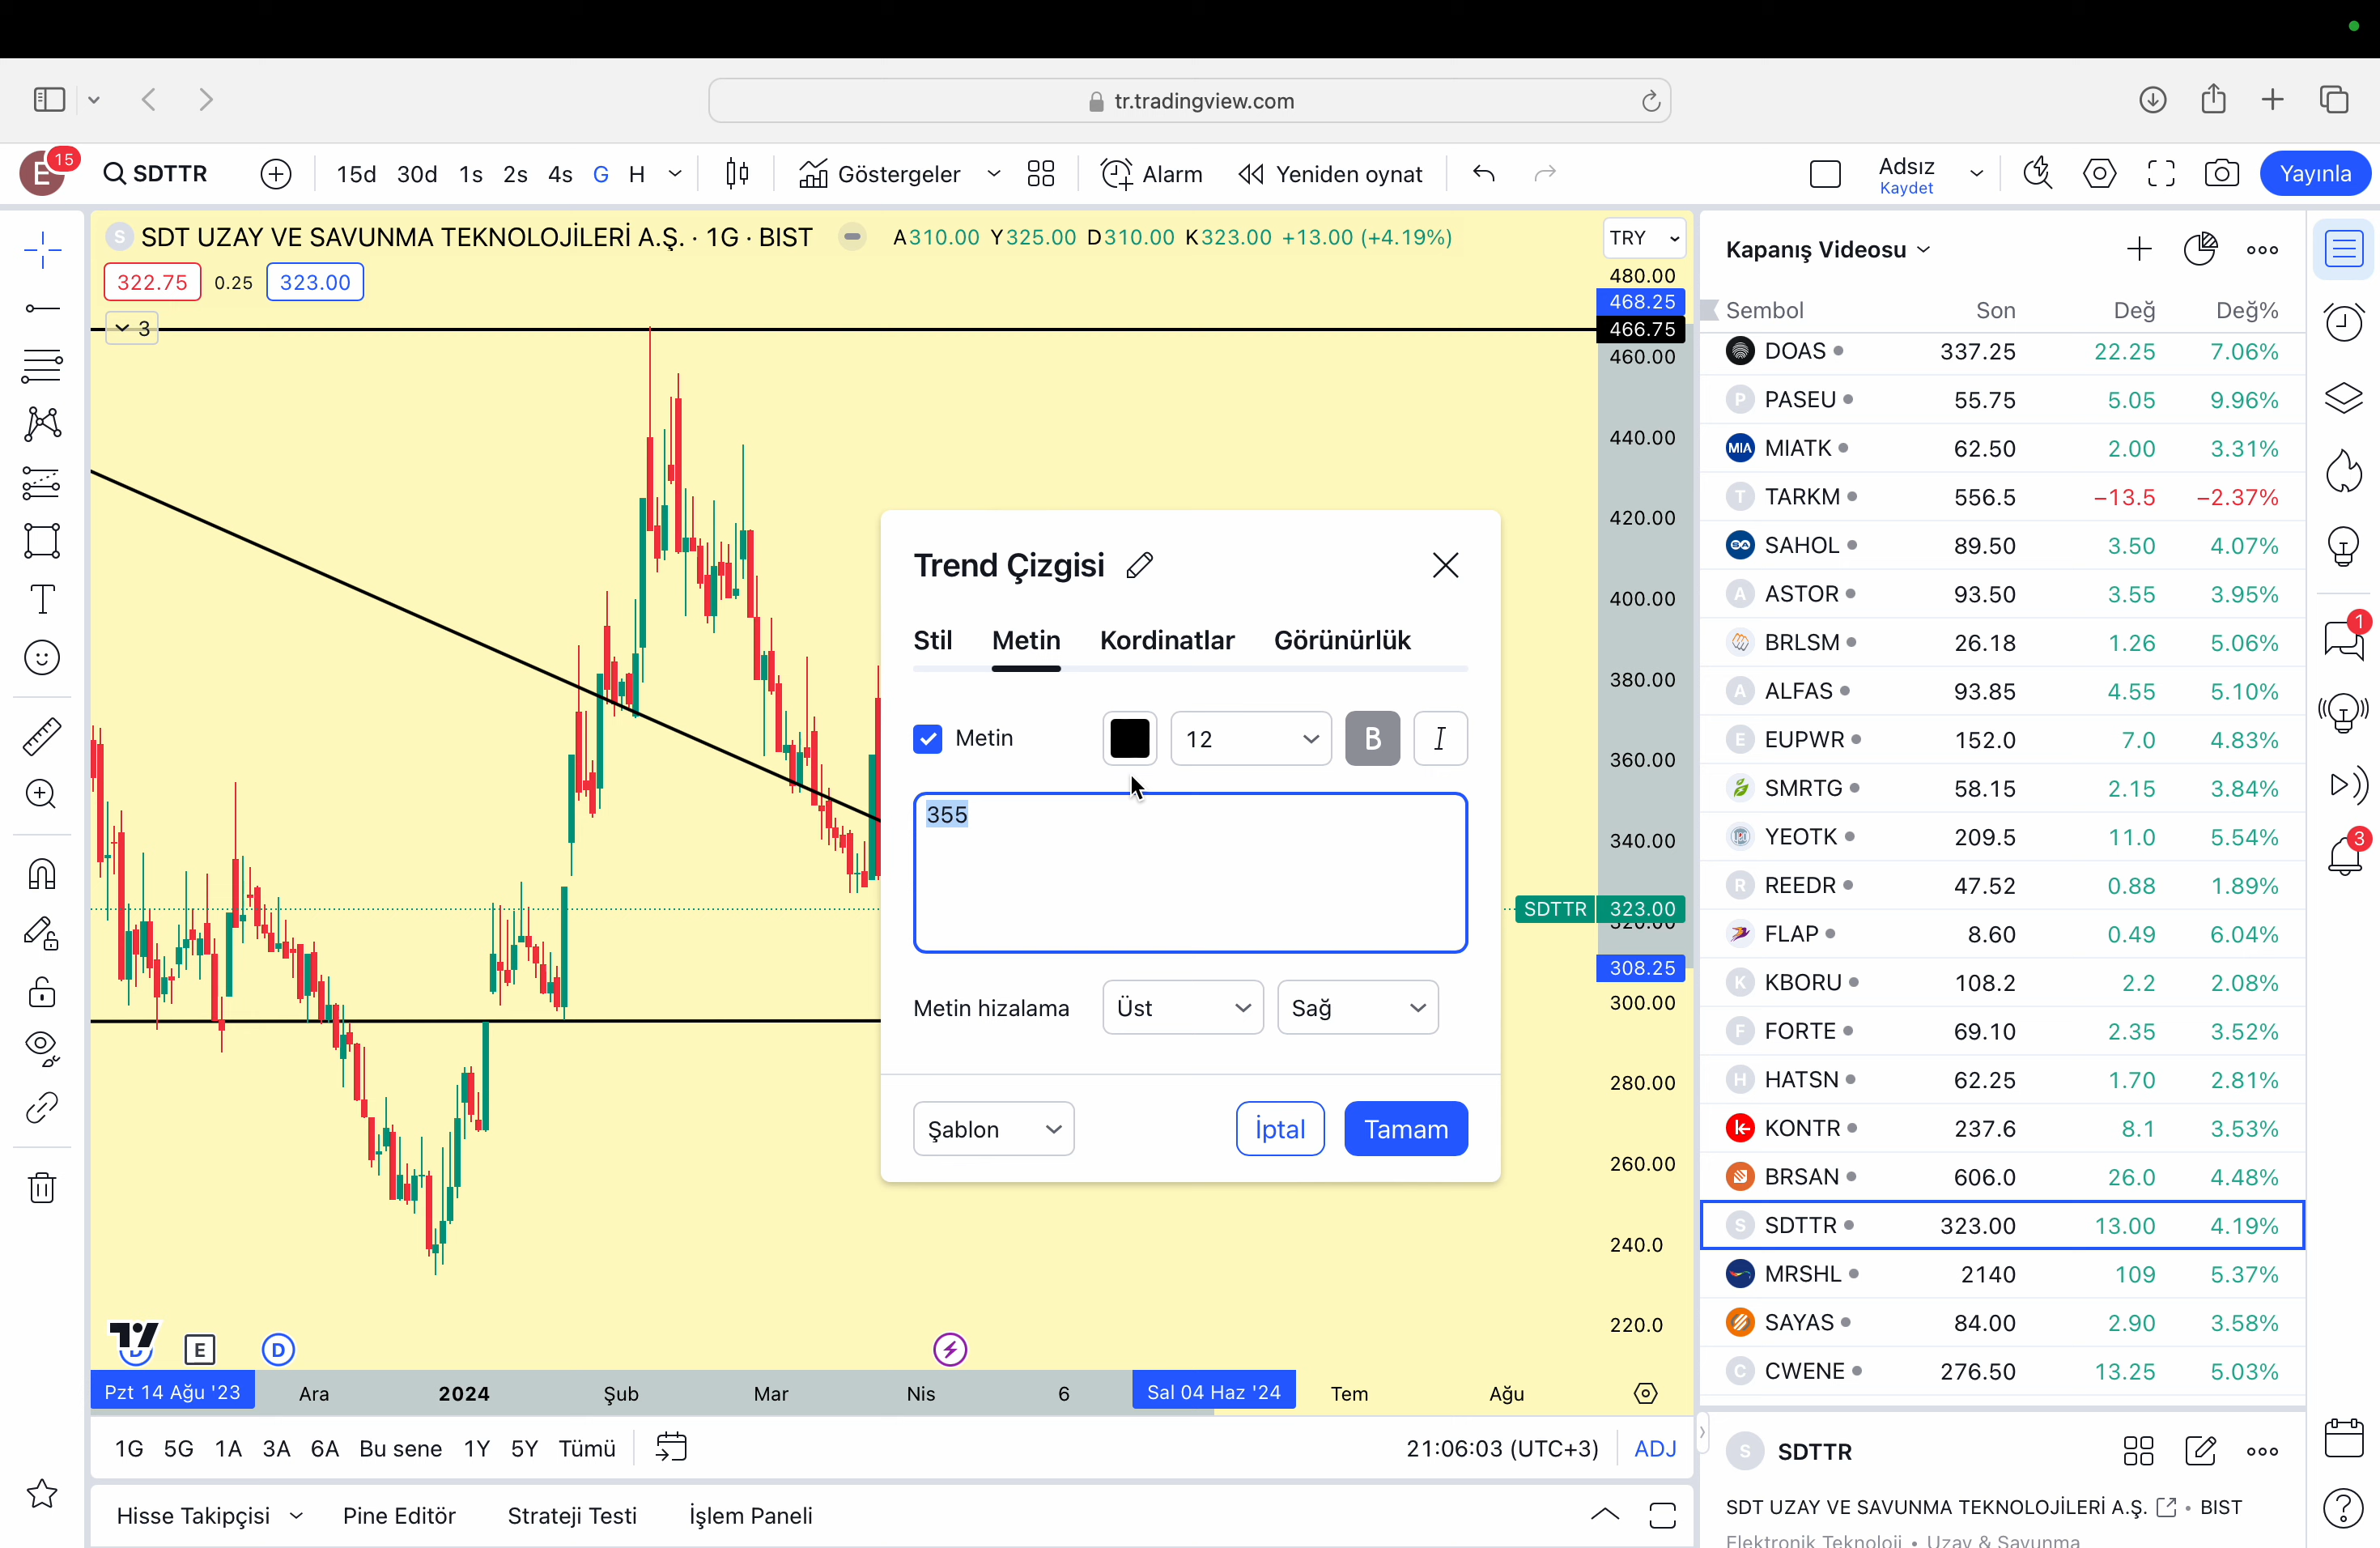 tr.tradingview.com
E 15 SDTTR 15d 30d 1s 2s 4s G H Göstergeler Alarm Yeniden oynat Adsız Kaydet Yayınla
S SDT UZAY VE SAVUNMA TEKNOLOJİLERİ A.Ş. · 1G · BIST A310.00 Y325.00 D310.00 K323.00 +13.00 (+4.19%)
322.75 0.25 323.00
3
TRY
480.00
468.25
466.75
460.00
440.00
420.00
400.00
380.00
360.00
340.00
SDTTR 323.00
308.25
300.00
280.00
260.00
240.0
220.0
Trend Çizgisi
Stil Metin Kordinatlar Görünürlük
Metin 12 B I
355
Metin hizalama Üst Sağ
Şablon İptal Tamam
E D
Pzt 14 Ağu '23 Ara 2024 Şub Mar Nis 6 Sal 04 Haz '24 Tem Ağu
1G 5G 1A 3A 6A Bu sene 1Y 5Y Tümü 21:06:03 (UTC+3) ADJ
Hisse Takipçisi Pine Editör Strateji Testi İşlem Paneli
Kapanış Videosu
Sembol Son Değ Değ%
DOAS 337.25 22.25 7.06%
P PASEU 55.75 5.05 9.96%
MIA MIATK 62.50 2.00 3.31%
T TARKM 556.5 −13.5 −2.37%
SA SAHOL 89.50 3.50 4.07%
A ASTOR 93.50 3.55 3.95%
BRLSM 26.18 1.26 5.06%
A ALFAS 93.85 4.55 5.10%
E EUPWR 152.0 7.0 4.83%
SMRTG 58.15 2.15 3.84%
YEOTK 209.5 11.0 5.54%
R REEDR 47.52 0.88 1.89%
FLAP 8.60 0.49 6.04%
K KBORU 108.2 2.2 2.08%
F FORTE 69.10 2.35 3.52%
H HATSN 62.25 1.70 2.81%
KONTR 237.6 8.1 3.53%
BRSAN 606.0 26.0 4.48%
S SDTTR 323.00 13.00 4.19%
MRSHL 2140 109 5.37%
SAYAS 84.00 2.90 3.58%
C CWENE 276.50 13.25 5.03%
S SDTTR
SDT UZAY VE SAVUNMA TEKNOLOJİLERİ A.Ş. • BIST
Elektronik Teknoloji • Uzay & Savunma
1
3